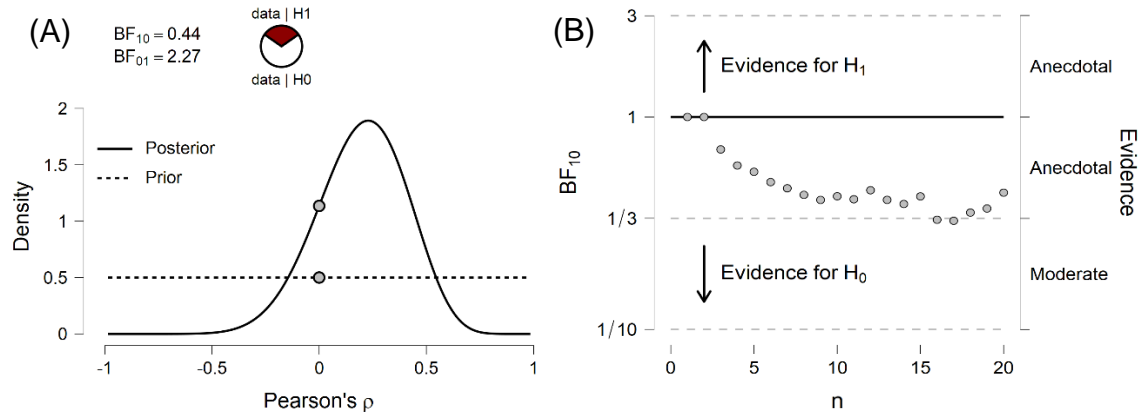 (A)
BF10 = 0.44
BF01 = 2.27
data | H1
data | H0
Posterior
Prior
Density
2
1.5
1
0.5
0
-1
-0.5
0
0.5
1
Pearson's ρ
(B)
3
1
1/3
1/10
BF10
Evidence for H1
Evidence for H0
Anecdotal
Anecdotal
Moderate
Evidence
0
5
10
15
20
n